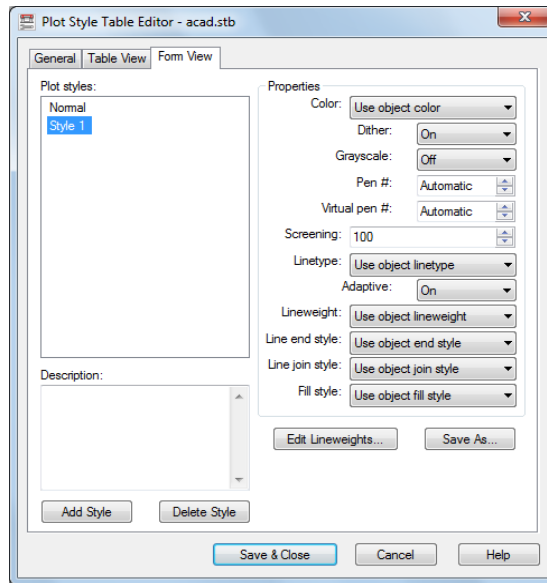 Plot Style Table Editor - acad.stb
General Table View Form View
Plot styles:
Normal
Style 1
Description:
Add Style Delete Style
Properties
Color: Use object color
Dither: On
Grayscale: Off
Pen #: Automatic
Virtual pen #: Automatic
Screening: 100
Linetype: Use object linetype
Adaptive: On
Lineweight: Use object lineweight
Line end style: Use object end style
Line join style: Use object join style
Fill style: Use object fill style
Edit Lineweights... Save As...
Save & Close Cancel Help